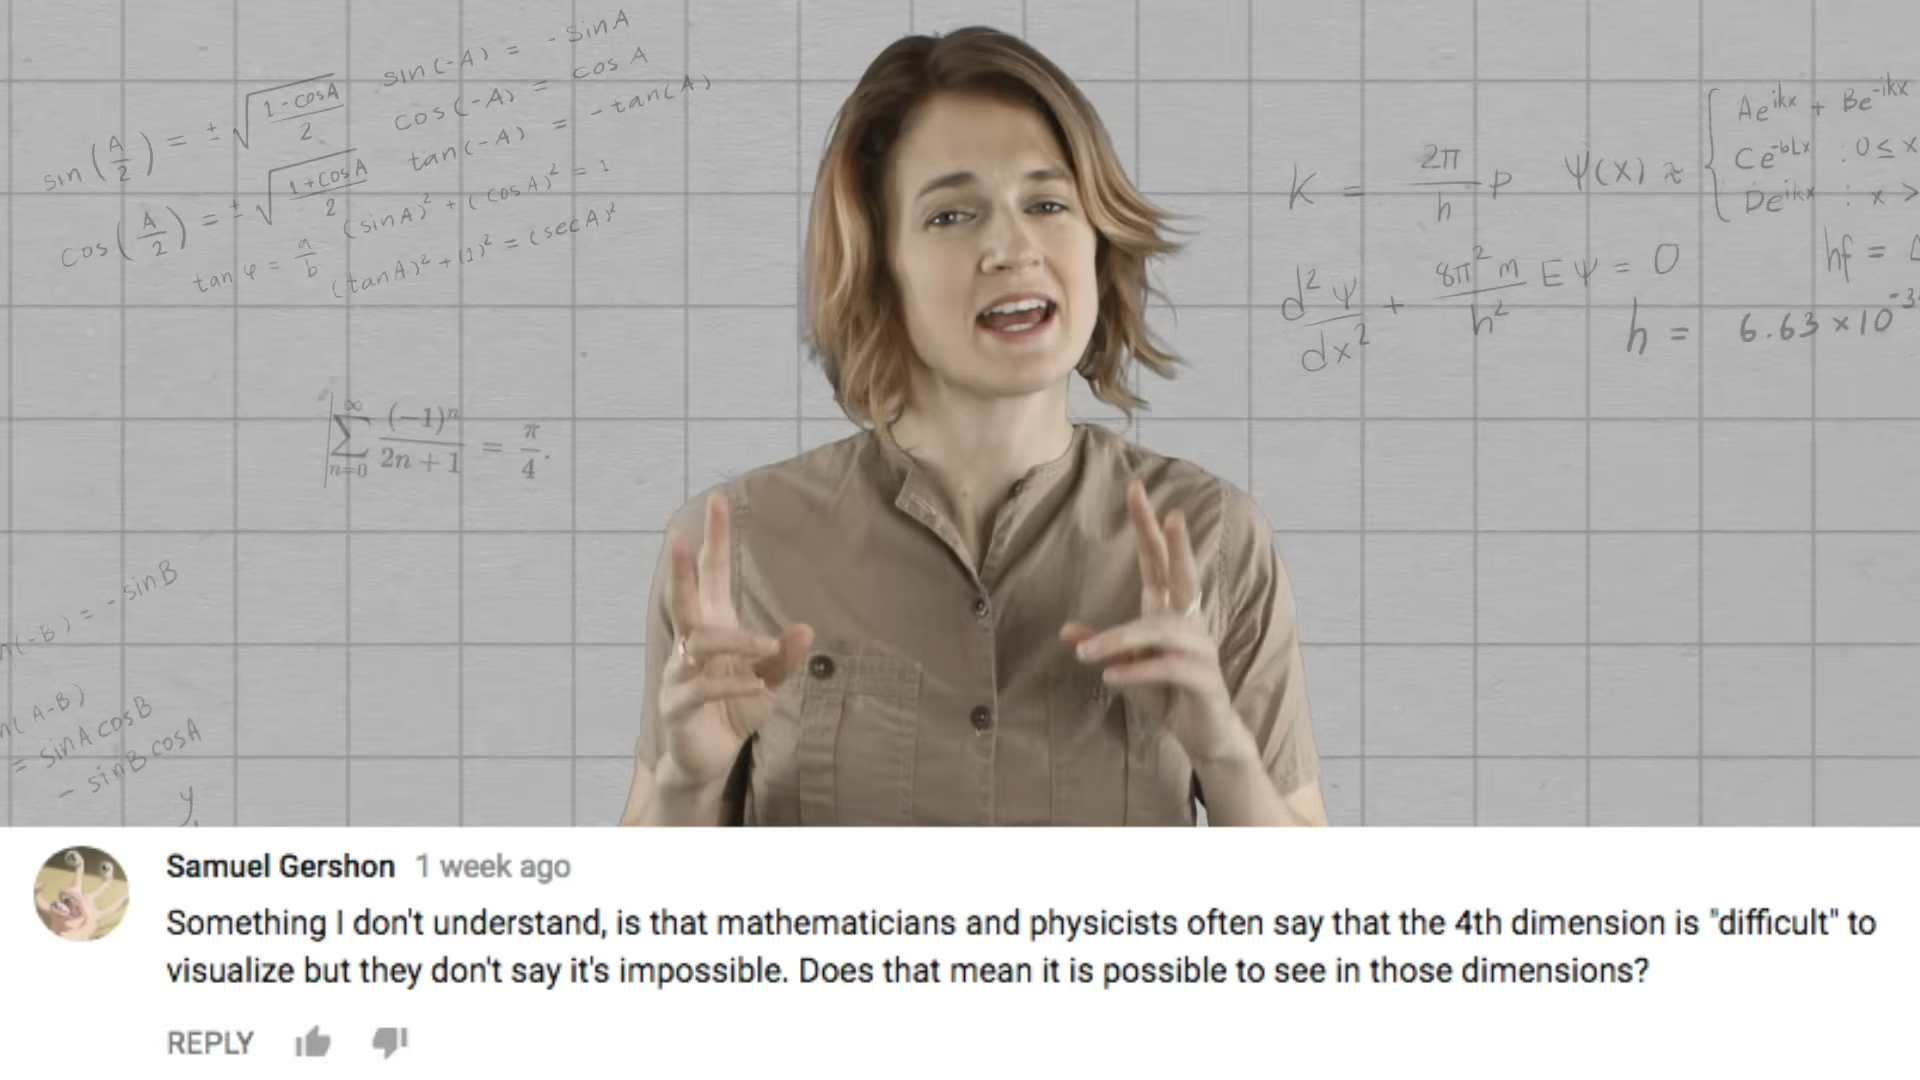 sin(A/2) = ± √((1-cosA)/2)
cos(A/2) = ± √((1+cosA)/2)
tan φ = a/b
sin(-A) = -sinA
cos(-A) = cosA
tan(-A) = -tan(A)
(sinA)² + (cosA)² = 1
(tanA)² + (1)² = (secA)²
K = 2π/h P
Ψ(x) ≈ { Ae^ikx + Be^-ikx
De^ikx : x >
d²Ψ/dx² + 8π²m/h² EΨ = 0
hf =
h = 6.63 × 10
∑ n=0 ∞ (-1)ⁿ/(2n+1) = π/4.
(-B) = -sinB
(A-B)
= sinA cosB
- sinB cosA
y
Samuel Gershon 1 week ago
Something I don't understand, is that mathematicians and physicists often say that the 4th dimension is "difficult" to
visualize but they don't say it's impossible. Does that mean it is possible to see in those dimensions?
REPLY